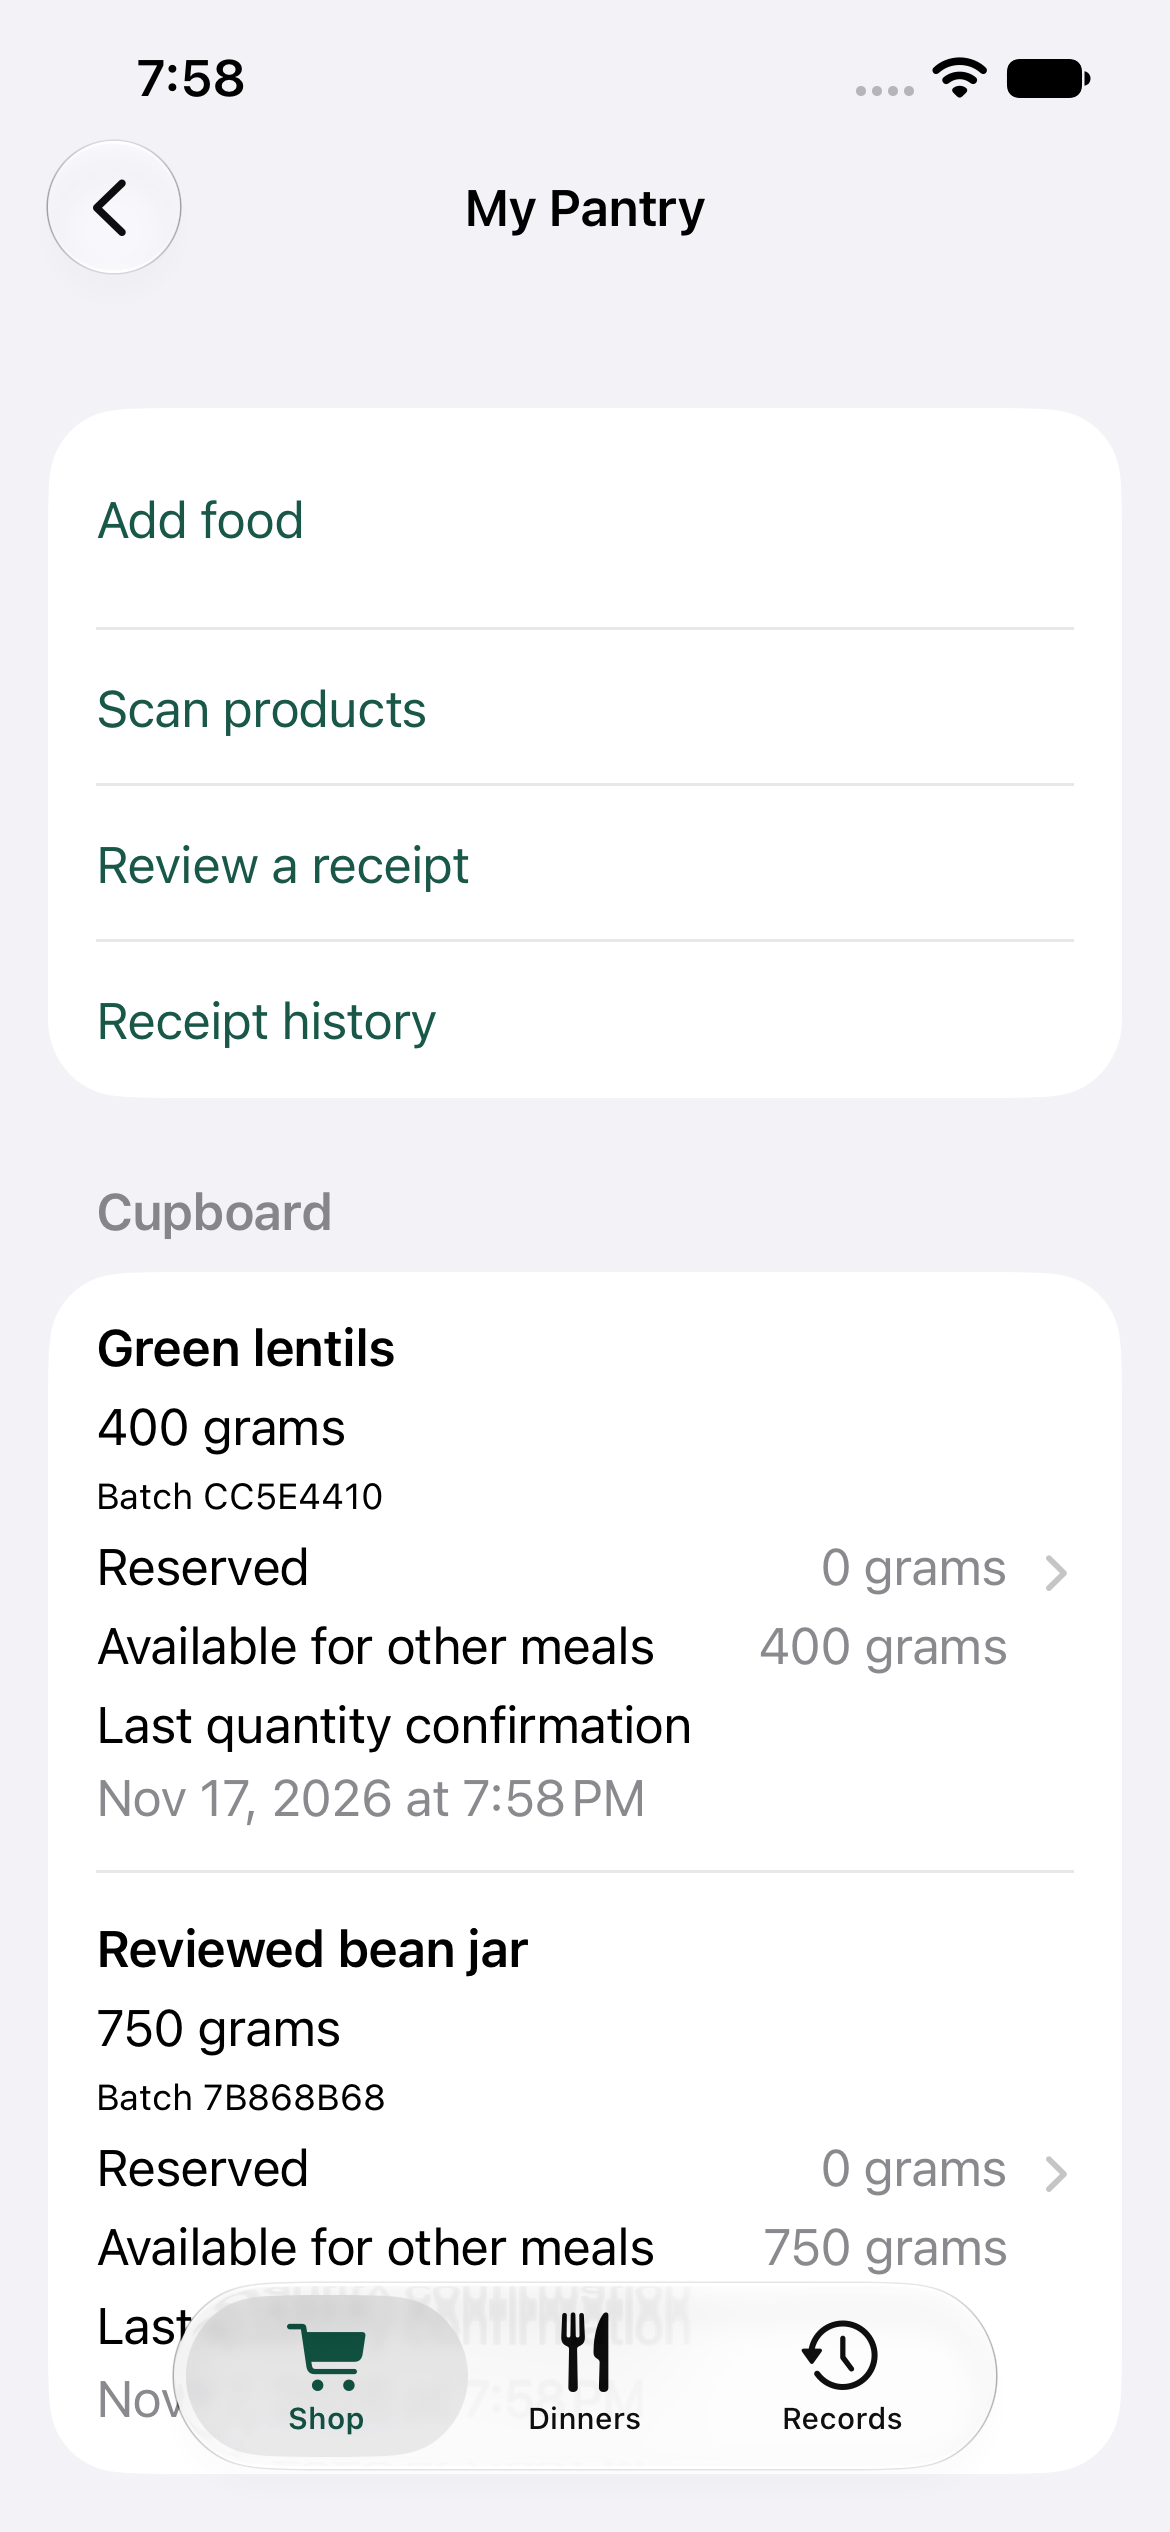 7:58
My Pantry
Add food
Scan products
Review a receipt
Receipt history
Cupboard
Green lentils
400 grams
Batch CC5E4410
Reserved 0 grams
Available for other meals 400 grams
Last quantity confirmation
Nov 17, 2026 at 7:58 PM
Reviewed bean jar
750 grams
Batch 7B868B68
Reserved 0 grams
Available for other meals 750 grams
Last
Nov
Shop Dinners Records